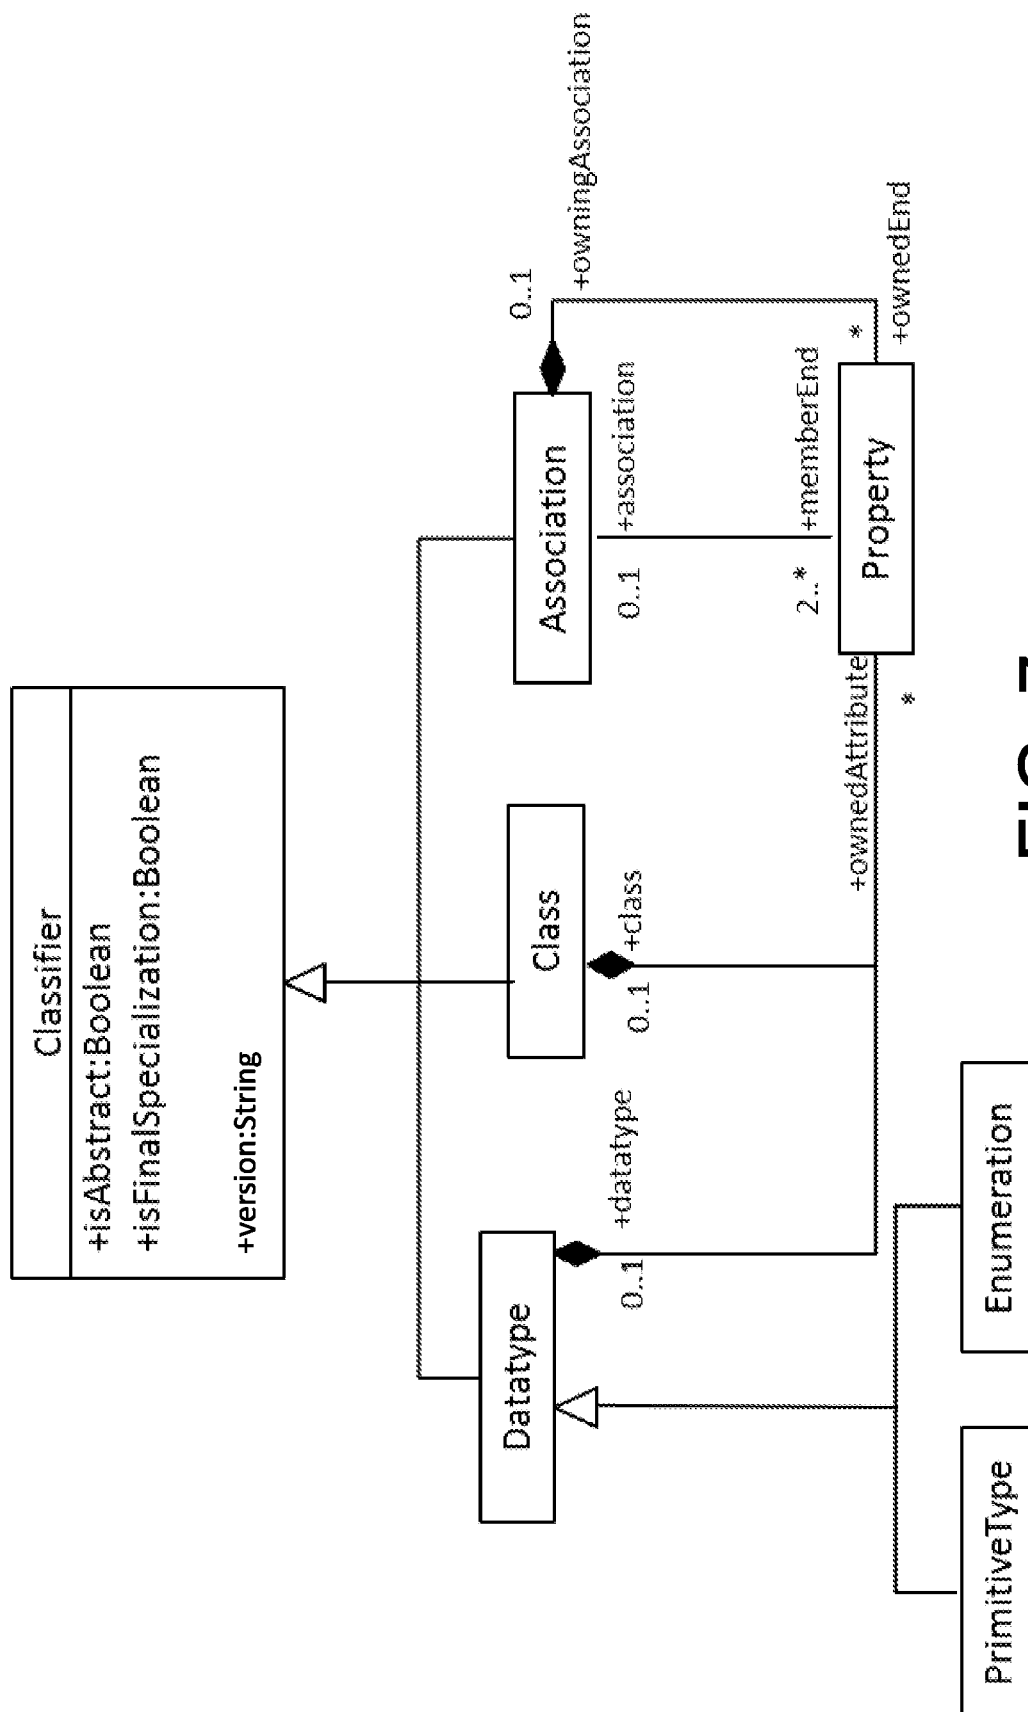 Classifier
+isAbstract:Boolean
+isFinalSpecialization:Boolean
+version:String
Datatype
Class
Association
0..1
+owningAssociation
0..1
+datatype
0..1
+class
0..1
+association
2..*
+memberEnd
*
+ownedEnd
+ownedAttribute
*
Property
PrimitiveType
Enumeration